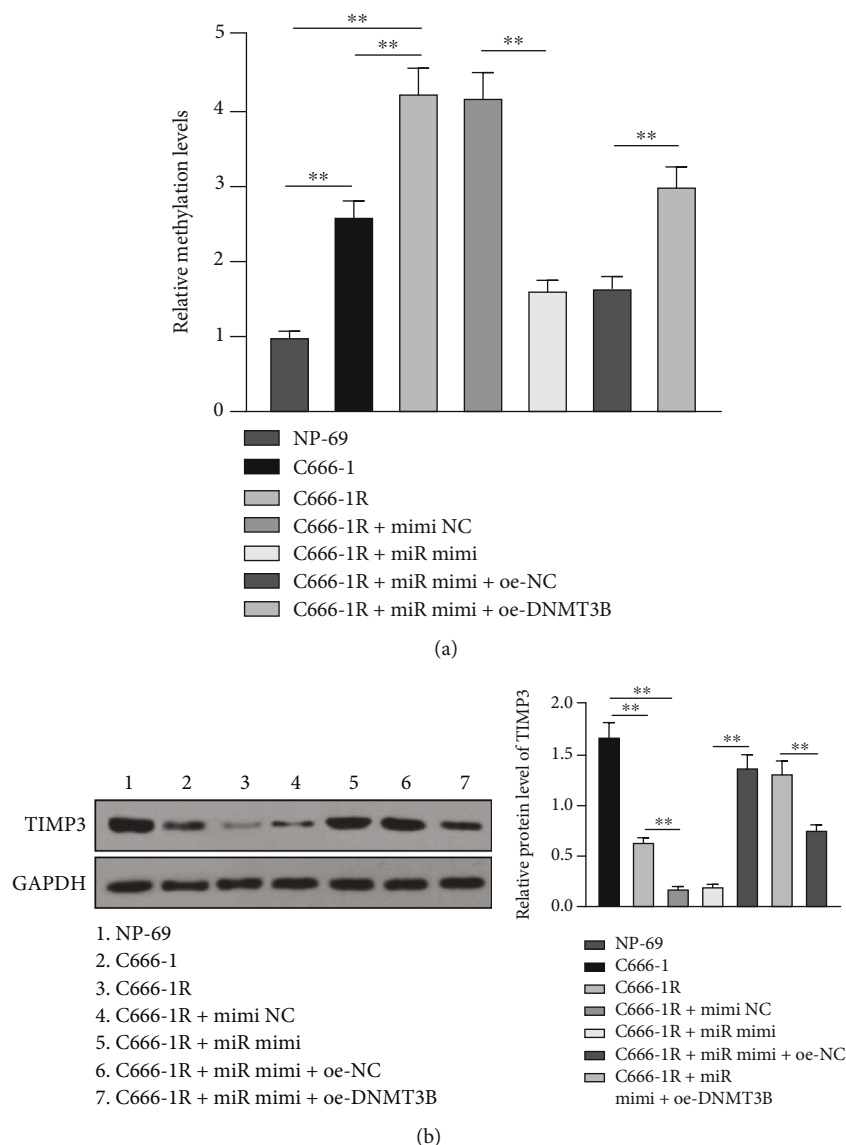 5
4
3
2
1
0
Relative methylation levels
**
**
**
**
**
NP-69
C666-1
C666-1R
C666-1R + mimi NC
C666-1R + miR mimi
C666-1R + miR mimi + oe-NC
C666-1R + miR mimi + oe-DNMT3B
(a)
1 2 3 4 5 6 7
TIMP3
GAPDH
1. NP-69
2. C666-1
3. C666-1R
4. C666-1R + mimi NC
5. C666-1R + miR mimi
6. C666-1R + miR mimi + oe-NC
7. C666-1R + miR mimi + oe-DNMT3B
2.0
1.5
1.0
0.5
0.0
Relative protein level of TIMP3
**
**
**
**
**
NP-69
C666-1
C666-1R
C666-1R + mimi NC
C666-1R + miR mimi
C666-1R + miR mimi + oe-NC
C666-1R + miR
mimi + oe-DNMT3B
(b)